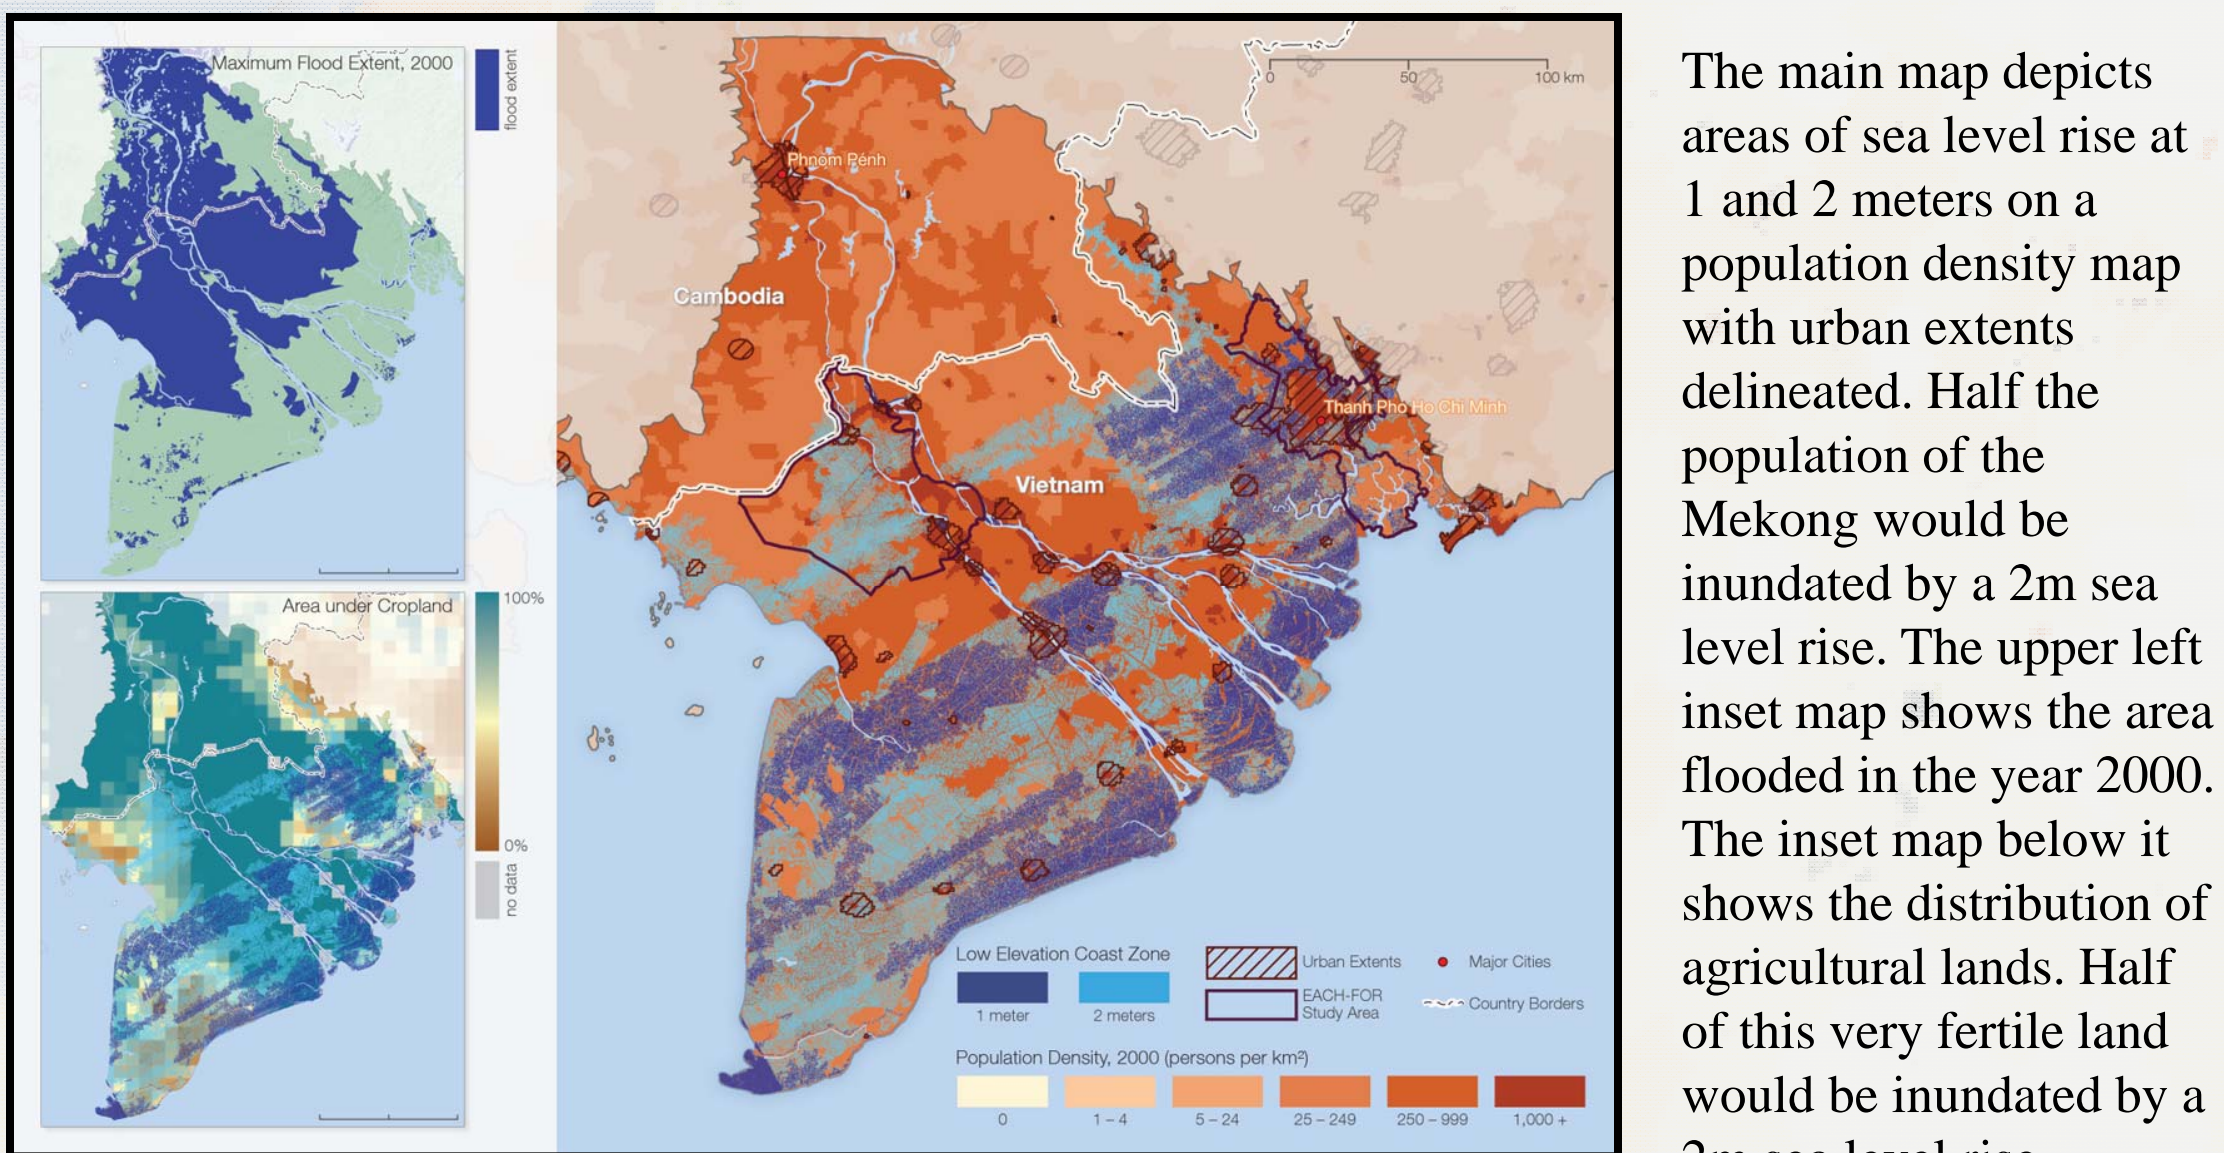 Maximum Flood Extent, 2000
flood extent
Area under Cropland
100%
0%
no data
0
50
100 km
Phnom Pénh
Cambodia
Thanh Pho Ho Chi Minh
Vietnam
Low Elevation Coast Zone
1 meter
2 meters
Urban Extents
Major Cities
EACH-FOR
Study Area
Country Borders
Population Density, 2000 (persons per km²)
0
1 – 4
5 – 24
25 – 249
250 – 999
1,000 +
The main map depicts
areas of sea level rise at
1 and 2 meters on a
population density map
with urban extents
delineated. Half the
population of the
Mekong would be
inundated by a 2m sea
level rise. The upper left
inset map shows the area
flooded in the year 2000.
The inset map below it
shows the distribution of
agricultural lands. Half
of this very fertile land
would be inundated by a
2m sea level rise